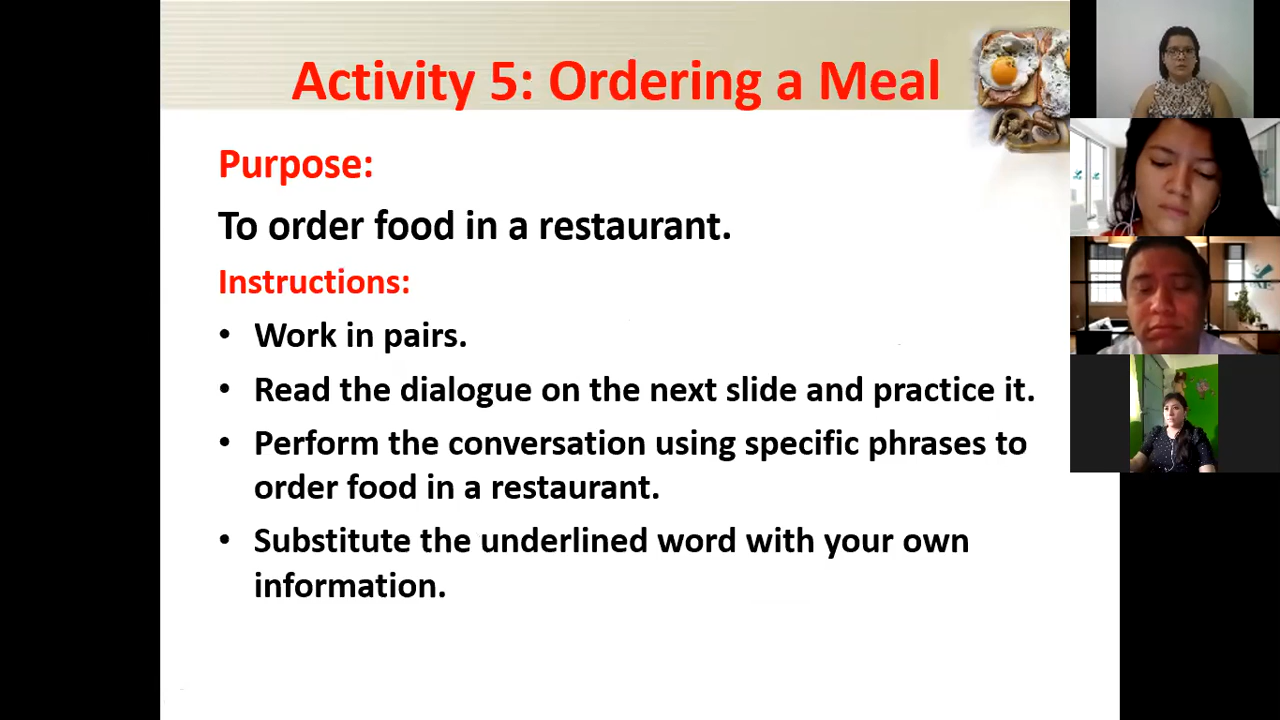 Activity 5: Ordering a Meal
Purpose:
To order food in a restaurant.
Instructions:
• Work in pairs.
• Read the dialogue on the next slide and practice it.
• Perform the conversation using specific phrases to
order food in a restaurant.
• Substitute the underlined word with your own
information.